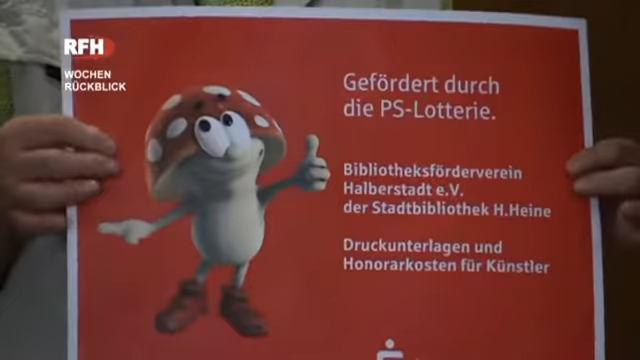 RFH
WOCHEN
RÜCKBLICK
Gefördert durch
die PS-Lotterie.
Bibliotheksförderverein
Halberstadt e.V.
der Stadtbibliothek H.Heine
Druckunterlagen und
Honorarkosten für Künstler